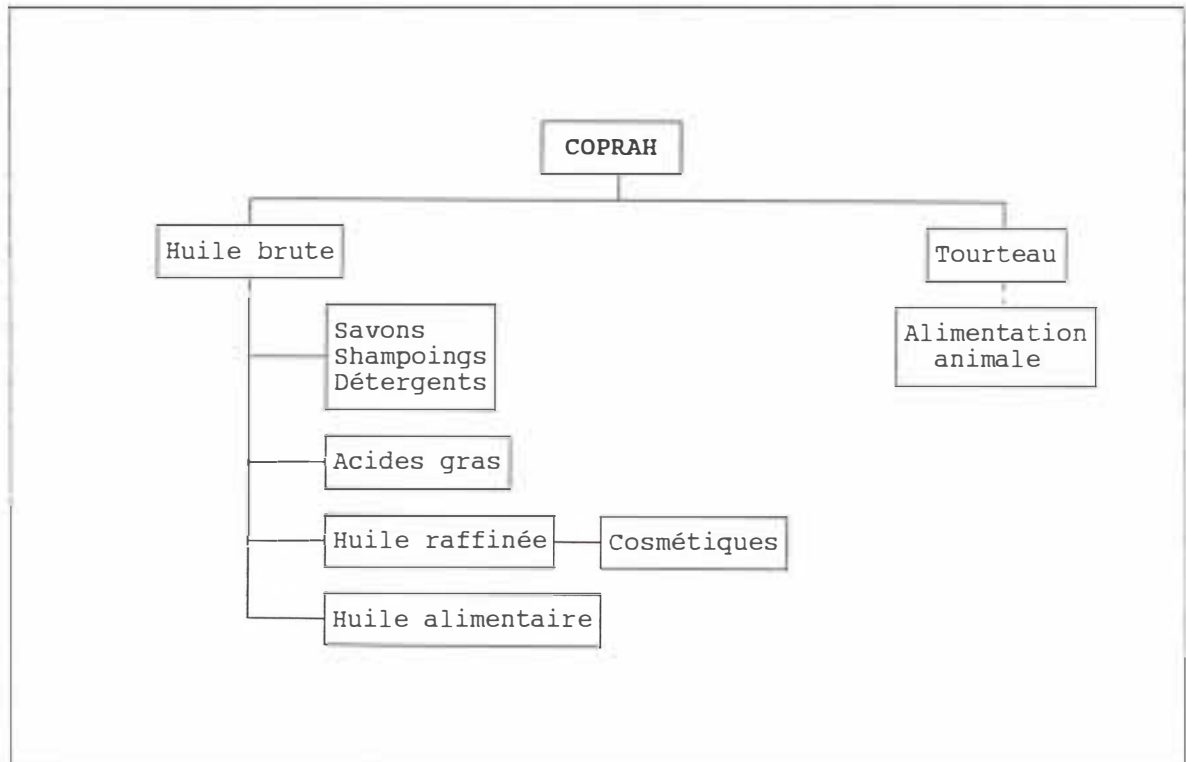 COPRAH
Huile brute
Tourteau
Savons
Shampoings
Détergents
Alimentation
animale
Acides gras
Huile raffinée
Cosmétiques
Huile alimentaire